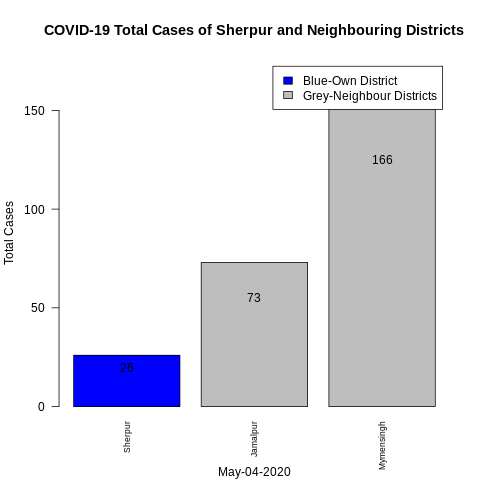 COVID-19 Total Cases of Sherpur and Neighbouring Districts
Blue-Own District
Grey-Neighbour Districts
150
100
50
0
Total Cases
26
73
166
Sherpur
Jamalpur
Mymensingh
May-04-2020